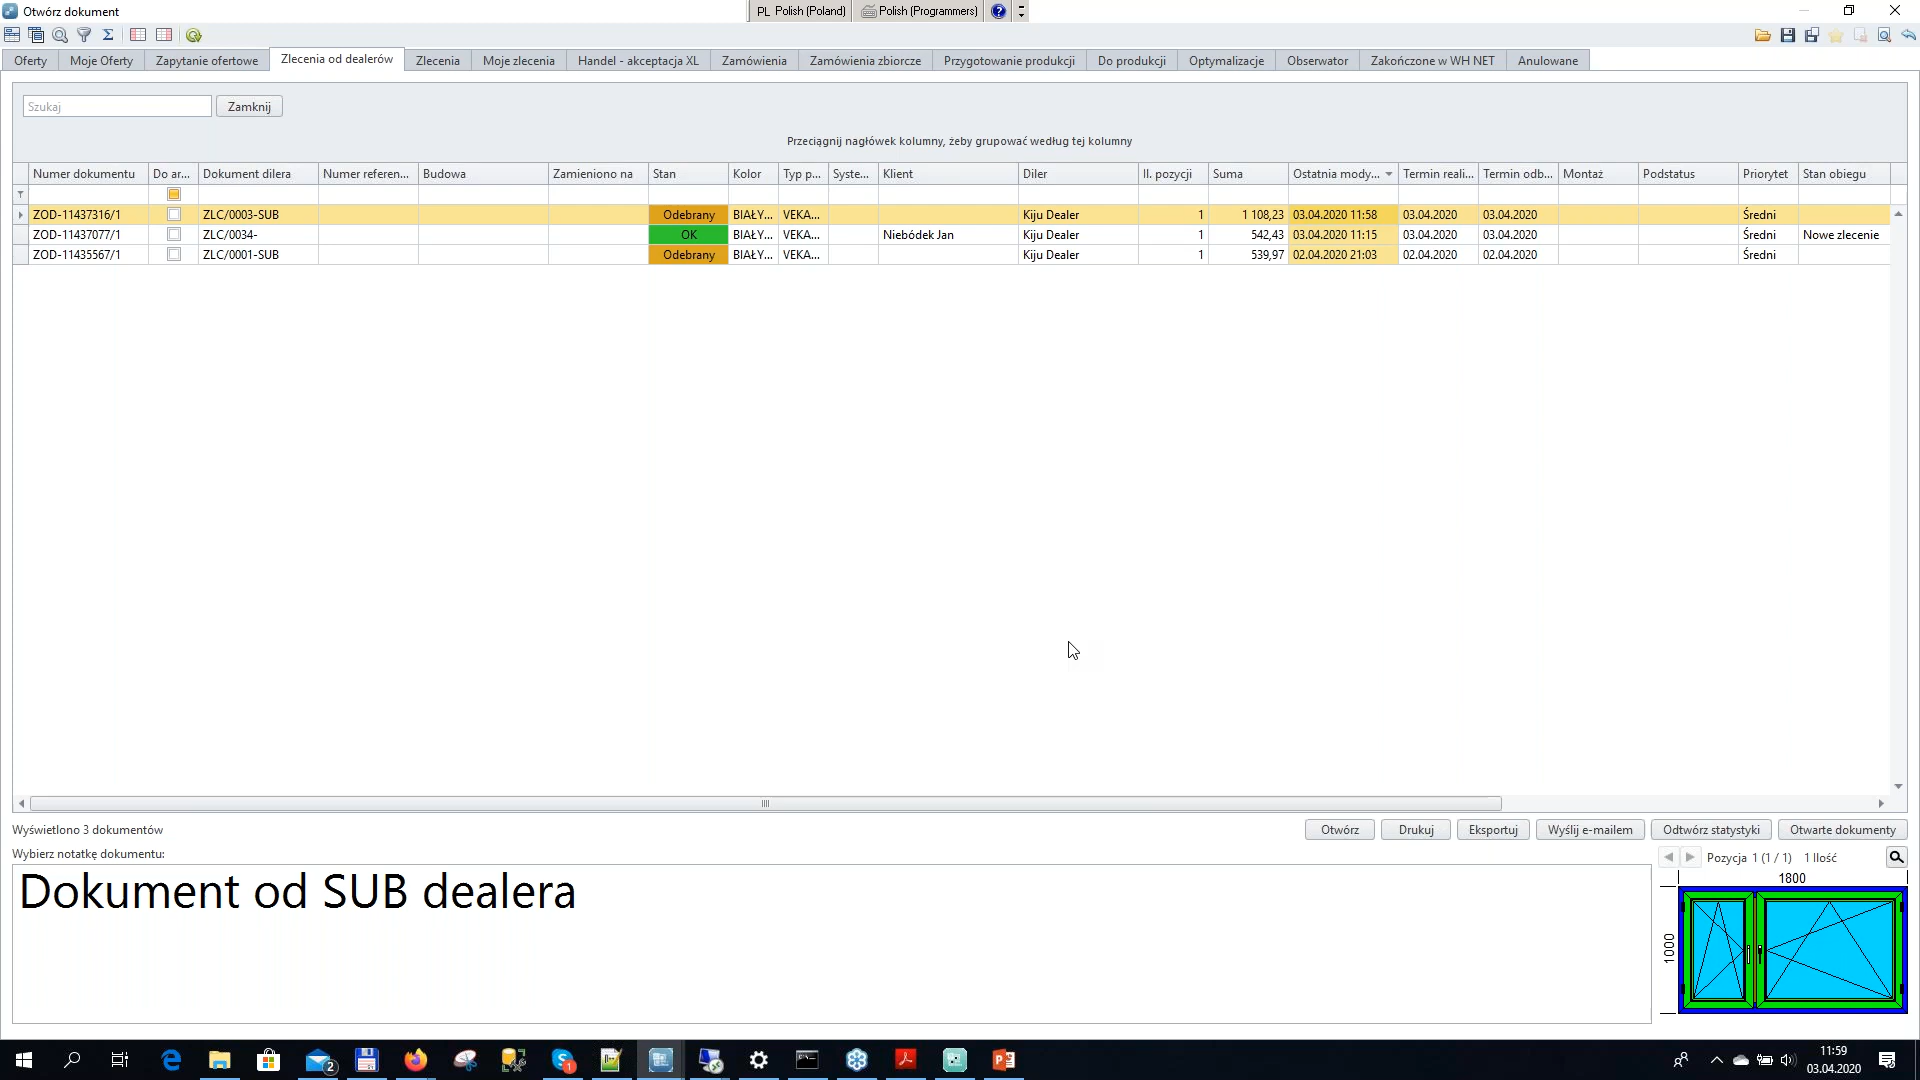 Otwórz dokument
PL Polish (Poland) Polish (Programmers)
Oferty Moje Oferty Zapytanie ofertowe Zlecenia od dealerów Zlecenia Moje zlecenia Handel - akceptacja XL Zamówienia Zamówienia zbiorcze Przygotowanie produkcji Do produkcji Optymalizacje Obserwator Zakończone w WH NET Anulowane
Szukaj Zamknij
Przeciągnij nagłówek kolumny, żeby grupować według tej kolumny
Numer dokumentu Do ar... Dokument dilera Numer referen... Budowa Zamieniono na Stan Kolor Typ p... Syste... Klient Diler Il. pozycji Suma Ostatnia mody... Termin reali... Termin odb... Montaż Podstatus Priorytet Stan obiegu
ZOD-11437316/1 ZLC/0003-SUB Odebrany BIAŁY... VEKA... Kiju Dealer 1 1 108,23 03.04.2020 11:58 03.04.2020 03.04.2020 Średni
ZOD-11437077/1 ZLC/0034- OK BIAŁY... VEKA... Niebódek Jan Kiju Dealer 1 542,43 03.04.2020 11:15 03.04.2020 03.04.2020 Średni Nowe zlecenie
ZOD-11435567/1 ZLC/0001-SUB Odebrany BIAŁY... VEKA... Kiju Dealer 1 539,97 02.04.2020 21:03 02.04.2020 02.04.2020 Średni
Wyświetlono 3 dokumentów Otwórz Drukuj Eksportuj Wyślij e-mailem Odtwórz statystyki Otwarte dokumenty
Wybierz notatkę dokumentu: Pozycja 1 (1 / 1) 1 Ilość
Dokument od SUB dealera
1800
1000
2
1
11:59
03.04.2020